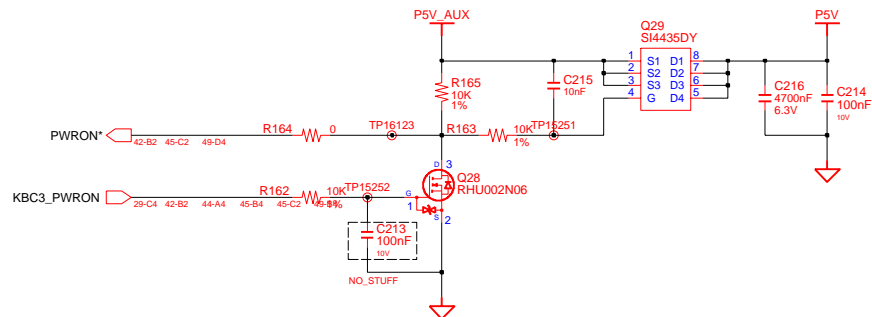 P5V_AUX
P5V
Q29
SI4435DY
1 S1 D1 8
2 S2 D2 7
3 S3 D3 6
4 G D4 5
R165
10K
1%
C215
10nF
C216
4700nF
6.3V
C214
100nF
10V
PWRON*
42-B2 45-C2 49-D4
R164 0
TP16123
R163 10K
1%
TP15251
D 3
Q28
RHU002N06
KBC3_PWRON
29-C4 42-B2 44-A4 45-B4 45-C2
R162 10K
1%
TP15252
G
1
S
2
C213
100nF
10V
NO_STUFF